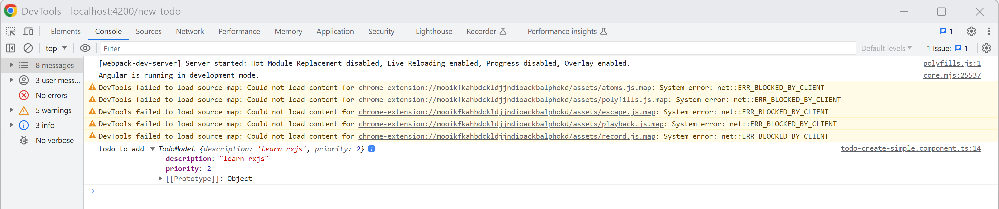 DevTools - localhost:4200/new-todo
Elements Console Sources Network Performance Memory Application Security Lighthouse Recorder Performance insights 1
top Filter Default levels 1 Issue: 1
8 messages
3 user mess...
No errors
5 warnings
3 info
No verbose
[webpack-dev-server] Server started: Hot Module Replacement disabled, Live Reloading enabled, Progress disabled, Overlay enabled. polyfills.js:1
Angular is running in development mode. core.mjs:25537
DevTools failed to load source map: Could not load content for chrome-extension://mooikfkahbdckldjjndioackbalphokd/assets/atoms.js.map: System error: net::ERR_BLOCKED_BY_CLIENT
DevTools failed to load source map: Could not load content for chrome-extension://mooikfkahbdckldjjndioackbalphokd/assets/polyfills.js.map: System error: net::ERR_BLOCKED_BY_CLIENT
DevTools failed to load source map: Could not load content for chrome-extension://mooikfkahbdckldjjndioackbalphokd/assets/escape.js.map: System error: net::ERR_BLOCKED_BY_CLIENT
DevTools failed to load source map: Could not load content for chrome-extension://mooikfkahbdckldjjndioackbalphokd/assets/playback.js.map: System error: net::ERR_BLOCKED_BY_CLIENT
DevTools failed to load source map: Could not load content for chrome-extension://mooikfkahbdckldjjndioackbalphokd/assets/record.js.map: System error: net::ERR_BLOCKED_BY_CLIENT
todo to add TodoModel {description: 'learn rxjs', priority: 2} i todo-create-simple.component.ts:14
description: "learn rxjs"
priority: 2
[[Prototype]]: Object